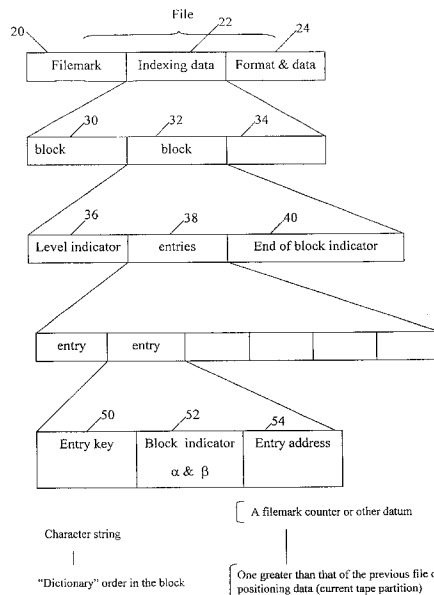 File
20
22
24
Filemark
Indexing data
Format & data
30
32
34
block
block
36
38
40
Level indicator
entries
End of block indicator
entry
entry
50
52
54
Entry key
Block indicator
Entry address
α & β
A filemark counter or other datum
Character string
"Dictionary" order in the block
One greater than that of the previous file
positioning data (current tape partition)